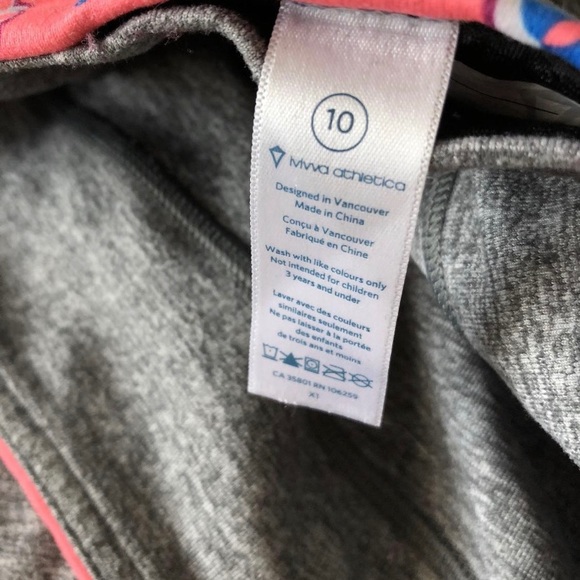 10
ivivva athletica
Designed in Vancouver
Made in China
Conçu à Vancouver
Fabriqué en Chine
Wash with like colours only
Not intended for children
3 years and under
Laver avec des couleurs
similaires seulement
Ne pas laisser à la portée
des enfants
de trois ans et moins
CA 35801 RN 106259
X1